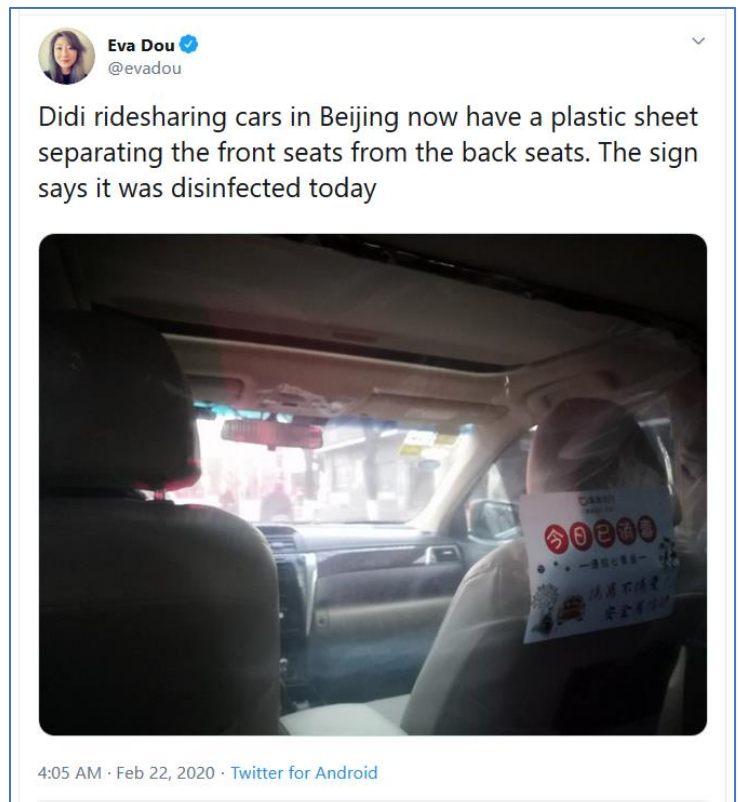 Eva Dou
@evadou
Didi ridesharing cars in Beijing now have a plastic sheet
separating the front seats from the back seats. The sign
says it was disinfected today
今日已消毒
4:05 AM · Feb 22, 2020 · Twitter for Android